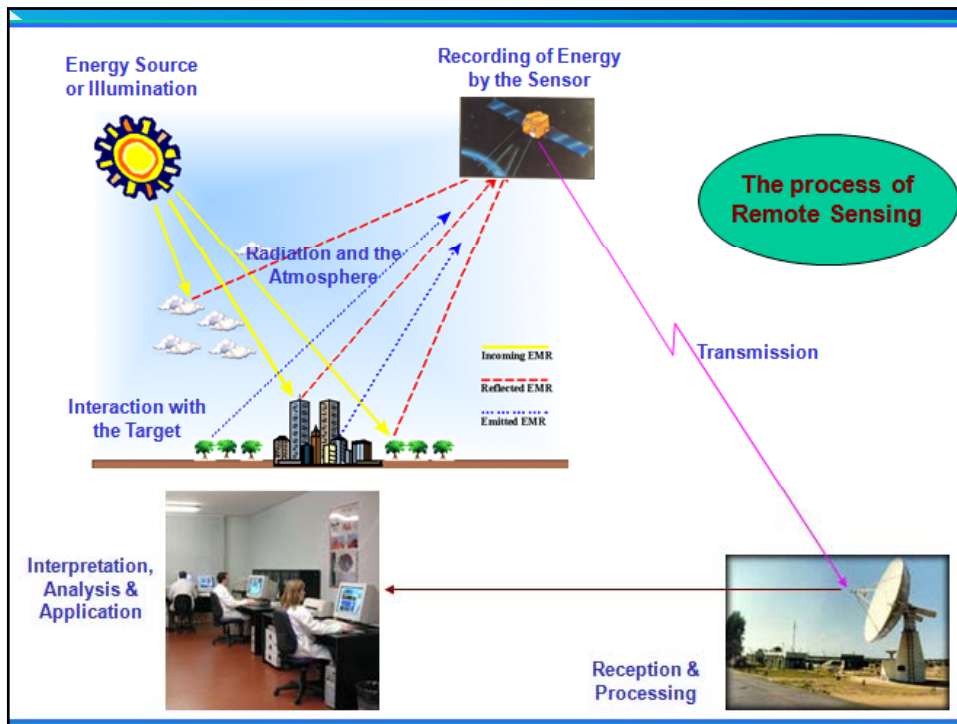 Energy Source
or Illumination
Recording of Energy
by the Sensor
The process of
Remote Sensing
Radiation and the
Atmosphere
Transmission
Incoming EMR
Reflected EMR
Emitted EMR
Interaction with
the Target
Interpretation,
Analysis &
Application
Reception &
Processing